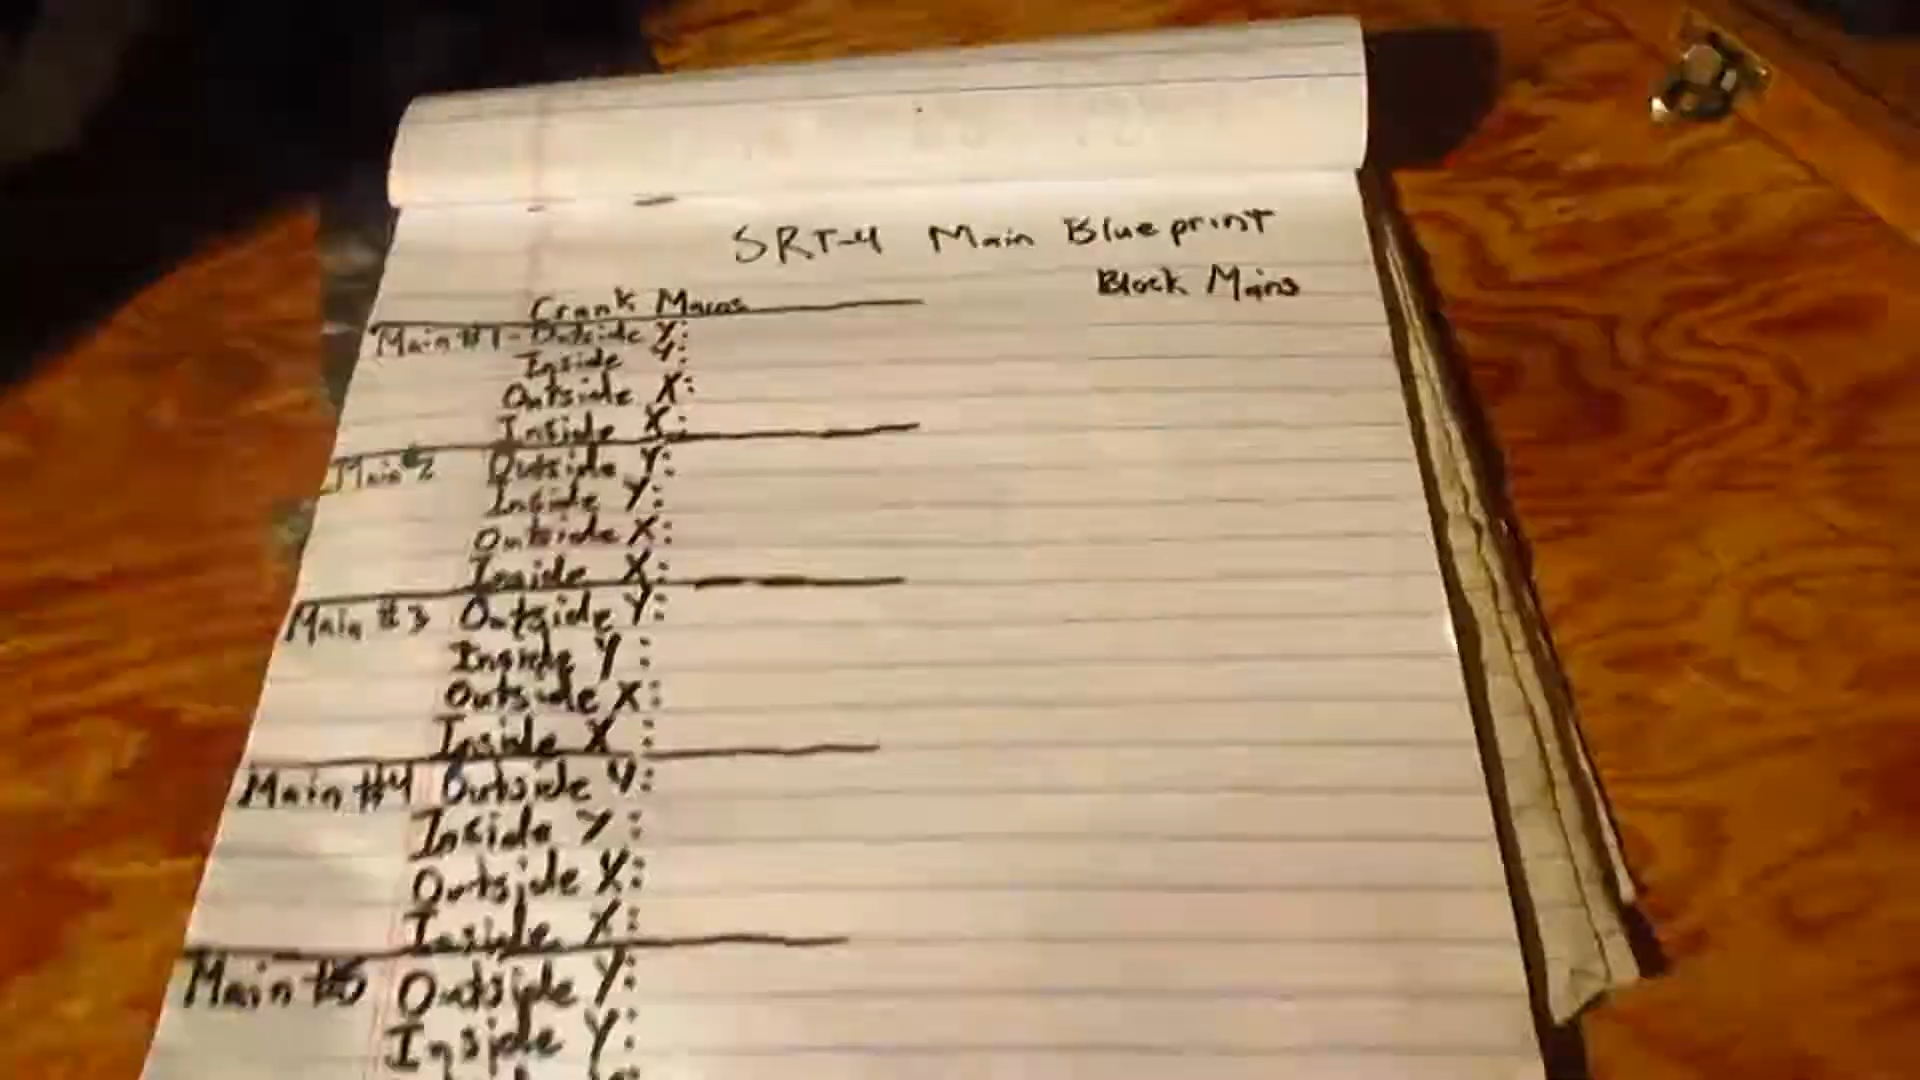 SRT-4 Main Blueprint
Block Mains
Crank Mains
Main #1 - Outside Y:
Inside Y:
Outside X:
Inside X:
Main #2 Outside Y:
Inside Y:
Outside X:
Inside X:
Main #3 Outside Y:
Inside Y:
Outside X:
Inside X:
Main #4 Outside Y:
Inside Y:
Outside X:
Inside X:
Main #5 Outside Y:
Inside Y: